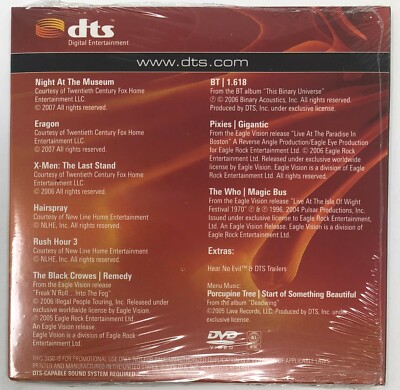 dts
Digital Entertainment
www.dts.com
Night At The Museum
Courtesy of Twentieth Century Fox Home
Entertainment LLC.
© 2007 All rights reserved.
Eragon
Courtesy of Twentieth Century Fox Home
Entertainment LLC.
© 2007 All rights reserved.
X-Men: The Last Stand
Courtesy of Twentieth Century Fox Home
Entertainment LLC.
© 2006 All rights reserved.
Hairspray
Courtesy of New Line Home Entertainment
© NLHE, Inc. All rights reserved.
Rush Hour 3
Courtesy of New Line Home Entertainment
© NLHE, Inc. All rights reserved.
The Black Crowes | Remedy
From the Eagle Vision release
"Freak'N'Roll... Into The Fog"
© 2006 Illegal People Touring, Inc. Released under
exclusive worldwide license by Eagle Vision.
℗ 2005 Eagle Rock Entertainment Ltd.
An Eagle Vision release.
Eagle Vision is a division of Eagle Rock
Entertainment Ltd.
BT | 1.618
From the BT album "This Binary Universe"
℗ © 2006 Binary Acoustics, Inc. All rights reserved.
Produced by DTS, Inc. under exclusive license.
Pixies | Gigantic
From the Eagle Vision release "Live At The Paradise In
Boston" A Reverse Angle Production/Eagle Eye Production
for Eagle Rock Entertainment Ltd. © 2006 Eagle Rock
Entertainment Ltd. Released under exclusive worldwide
license by Eagle Vision. Eagle Vision is a division of Eagle
Rock Entertainment Ltd.
The Who | Magic Bus
From the Eagle Vision release "Live At The Isle Of Wight
Festival 1970" ℗ © 1996, 2004 Pulsar Productions, Inc.
Issued under exclusive license to Eagle Rock Entertainment,
Ltd. An Eagle Vision release. Eagle Vision is a division of
Eagle Rock Entertainment Ltd.
Extras:
Hear No Evil™ & DTS Trailers
Menu Music:
Porcupine Tree | Start of Something Beautiful
From the album "Deadwing"
© 2005 Lava Records, LLC. Produced by DTS, Inc.
under exclusive license.
DVD
VIDEO
THIS DISC IS FOR PROMOTIONAL USE
DTS-CAPABLE SOUND SYSTEM REQUIRED